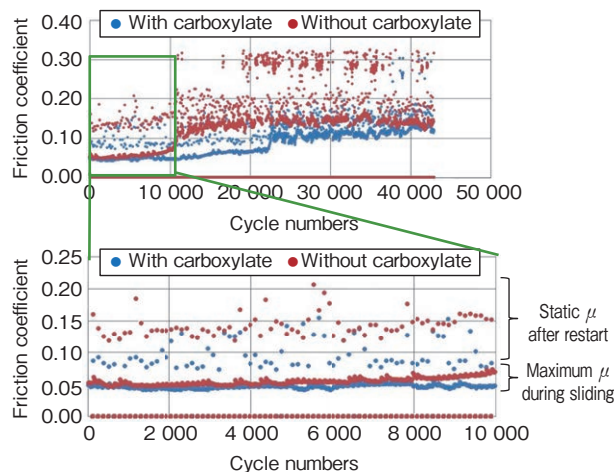 With carboxylate Without carboxylate
0.40
0.30
0.20
0.10
0.00
Friction coefficient
0 10 000 20 000 30 000 40 000 50 000
Cycle numbers
With carboxylate Without carboxylate
0.25
0.20
0.15
0.10
0.05
0.00
Friction coefficient
0 2 000 4 000 6 000 8 000 10 000
Cycle numbers
Static μ
after restart
Maximum μ
during sliding